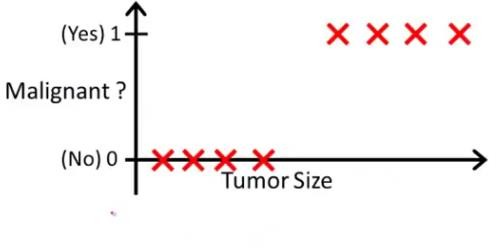 (Yes) 1
Malignant ?
(No) 0
Tumor Size